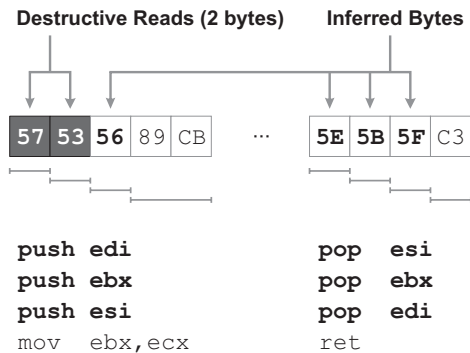 Destructive Reads (2 bytes) Inferred Bytes
57 53 56 89 CB ... 5E 5B 5F C3
push edi pop esi
push ebx pop ebx
push esi pop edi
mov ebx,ecx ret